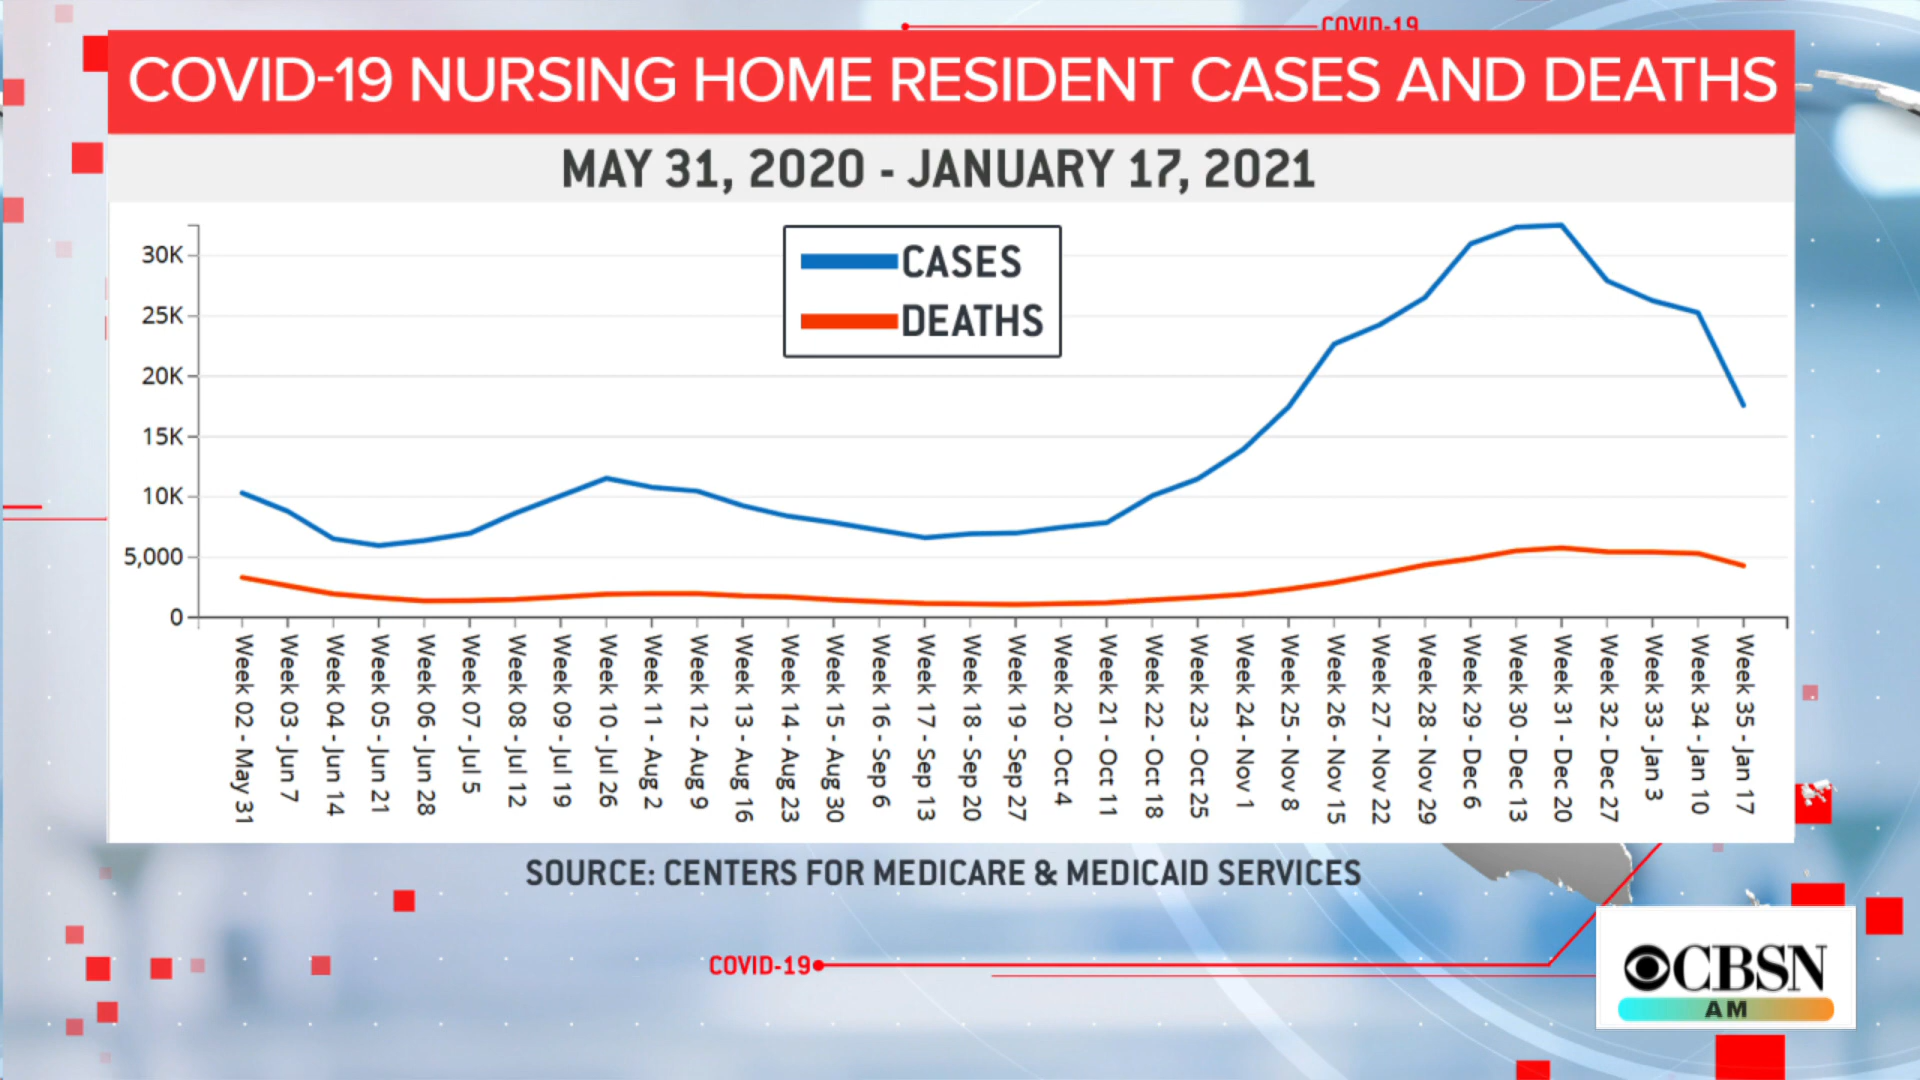 COVID-19
COVID-19 NURSING HOME RESIDENT CASES AND DEATHS
MAY 31, 2020 - JANUARY 17, 2021
CASES
DEATHS
30K
25K
20K
15K
10K
5,000
0
Week 02 - May 31
Week 03 - Jun 7
Week 04 - Jun 14
Week 05 - Jun 21
Week 06 - Jun 28
Week 07 - Jul 5
Week 08 - Jul 12
Week 09 - Jul 19
Week 10 - Jul 26
Week 11 - Aug 2
Week 12 - Aug 9
Week 13 - Aug 16
Week 14 - Aug 23
Week 15 - Aug 30
Week 16 - Sep 6
Week 17 - Sep 13
Week 18 - Sep 20
Week 19 - Sep 27
Week 20 - Oct 4
Week 21 - Oct 11
Week 22 - Oct 18
Week 23 - Oct 25
Week 24 - Nov 1
Week 25 - Nov 8
Week 26 - Nov 15
Week 27 - Nov 22
Week 28 - Nov 29
Week 29 - Dec 6
Week 30 - Dec 13
Week 31 - Dec 20
Week 32 - Dec 27
Week 33 - Jan 3
Week 34 - Jan 10
Week 35 - Jan 17
SOURCE: CENTERS FOR MEDICARE & MEDICAID SERVICES
COVID-19
CBSN
AM